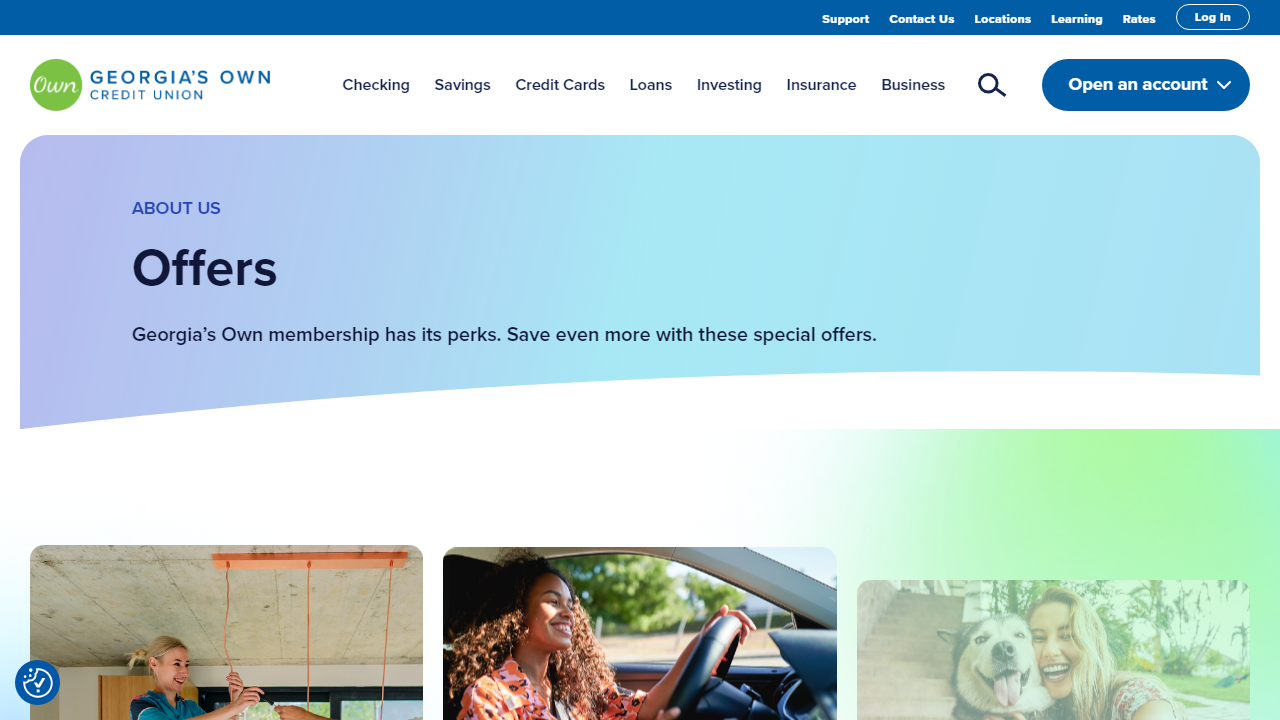 Support Contact Us Locations Learning Rates Log In
Own GEORGIA'S OWN
CREDIT UNION
Checking Savings Credit Cards Loans Investing Insurance Business Open an account
ABOUT US
Offers
Georgia's Own membership has its perks. Save even more with these special offers.